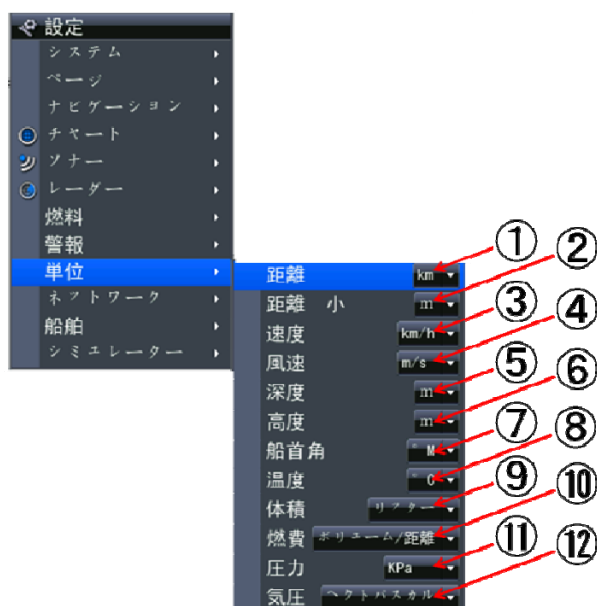 設定
システム
ページ
ナビゲーション
チャート
ソナー
レーダー
燃料
警報
単位
ネットワーク
船舶
シミュレーター
距離 km ①
距離 小 m ②
速度 km/h ③
風速 m/s ④
深度 m ⑤
高度 m ⑥
船首角 ° M ⑦
温度 ° C ⑧
体積 リフター ⑨
燃費 ボリューム/距離 ⑩
圧力 KPa ⑪
気圧 ヘクトパスカル ⑫